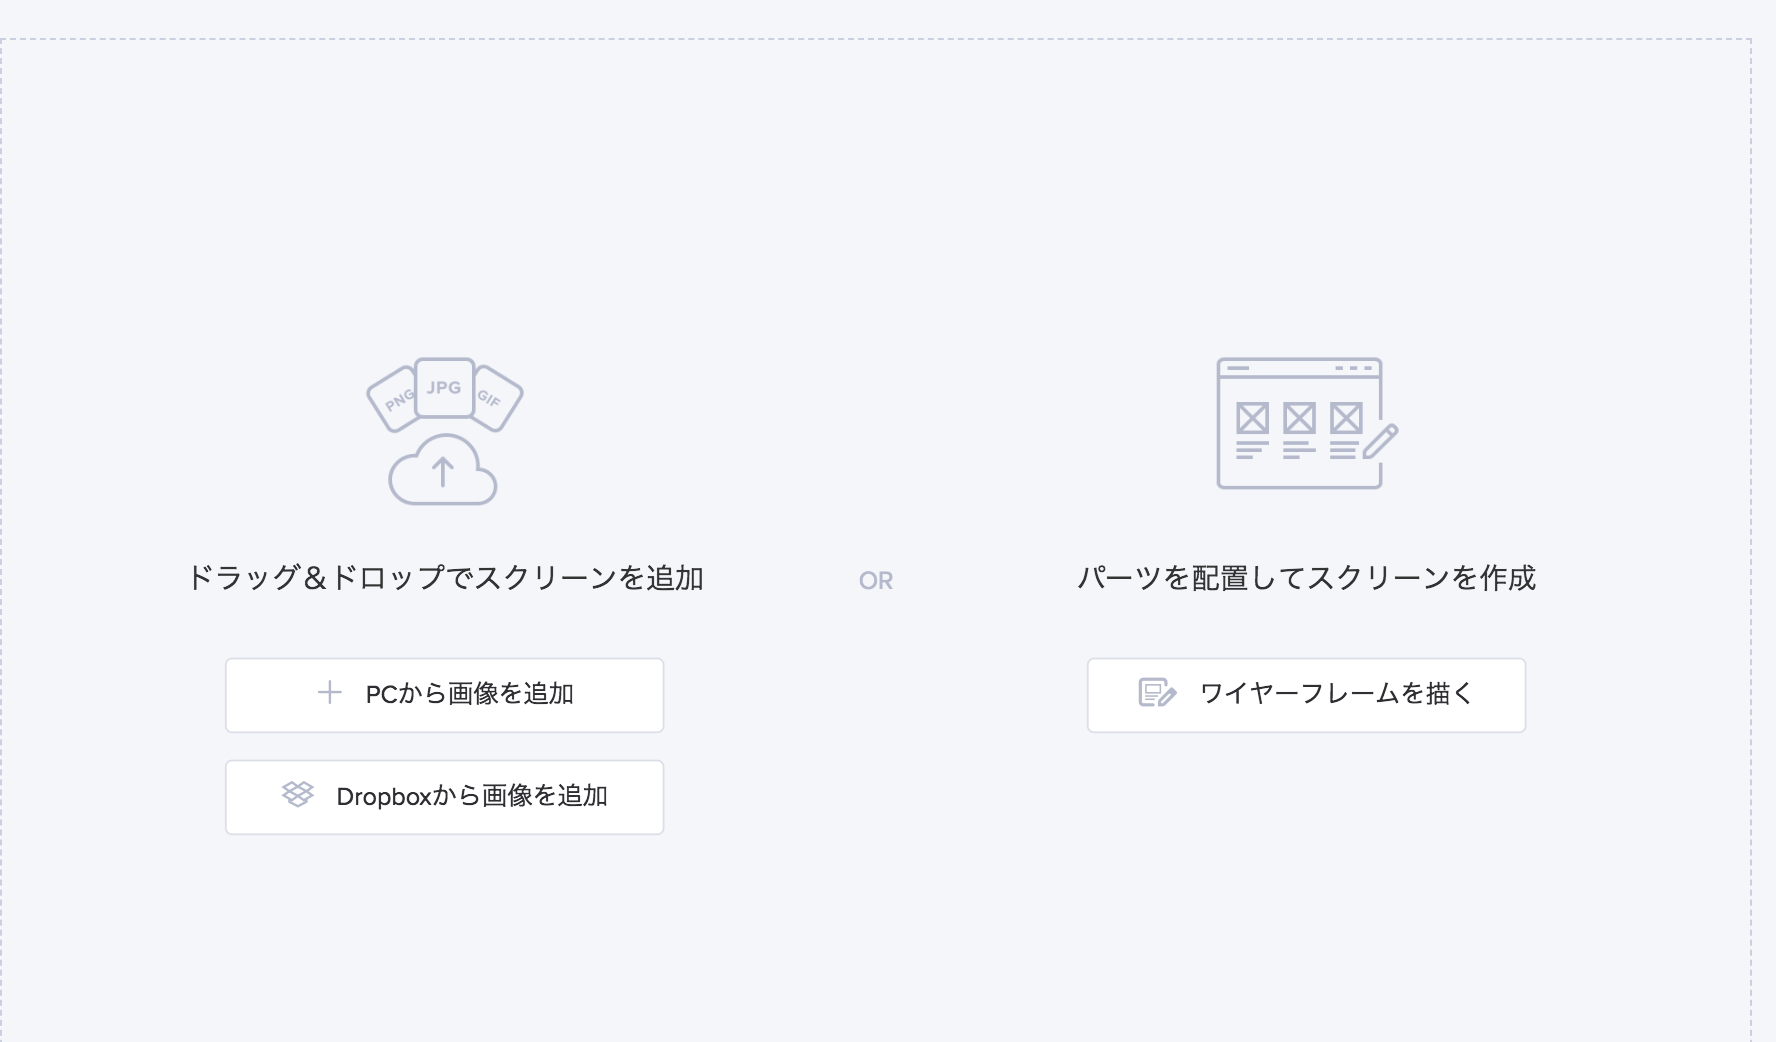 PNG
JPG
GIF
ドラッグ＆ドロップでスクリーンを追加
PCから画像を追加
Dropboxから画像を追加
OR
パーツを配置してスクリーンを作成
ワイヤーフレームを描く